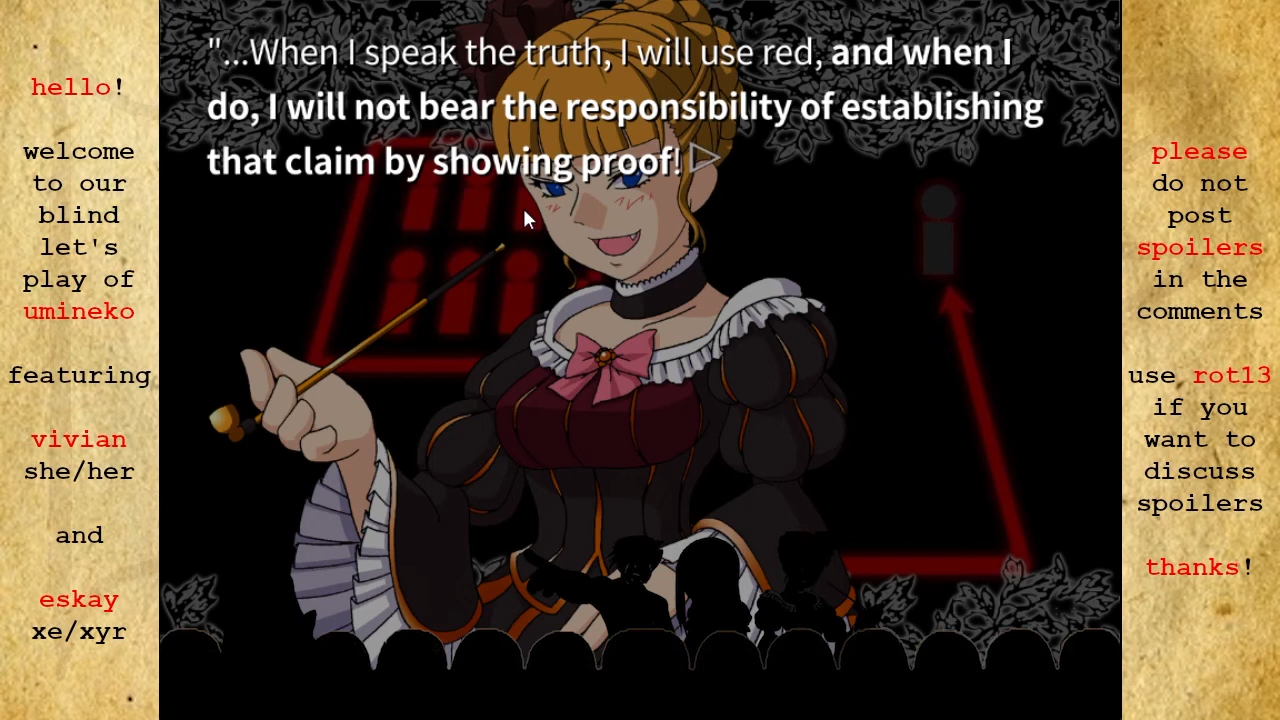 "...When I speak the truth, I will use red, and when I
do, I will not bear the responsibility of establishing
that claim by showing proof!
hello!
welcome
to our
blind
let's
play of
umineko
featuring
vivian
she/her
and
eskay
xe/xyr
please
do not
post
spoilers
in the
comments
use rot13
if you
want to
discuss
spoilers
thanks!